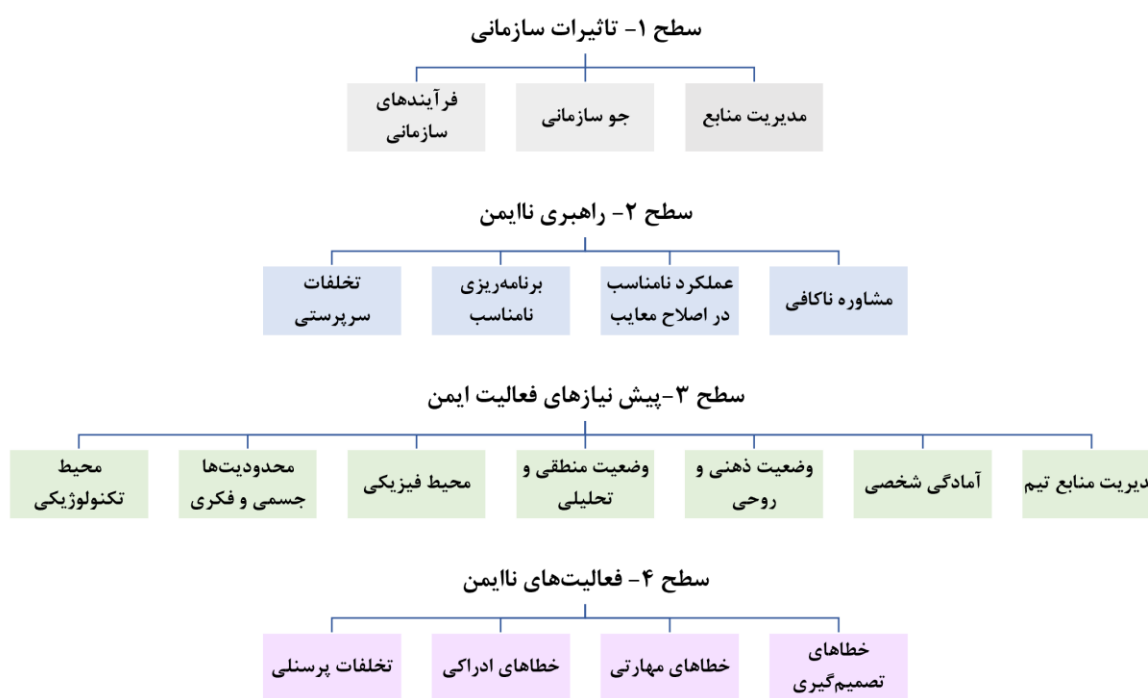 سطح ۱- تاثیرات سازمانی
مدیریت منابع
جو سازمانی
فرآیندهای
سازمانی
سطح ۲- راهبری ناایمن
مشاوره ناکافی
عملکرد نامناسب
در اصلاح معایب
برنامه‌ریزی
نامناسب
تخلفات
سرپرستی
سطح ۳-پیش نیازهای فعالیت ایمن
دیریت منابع تیم
آمادگی شخصی
وضعیت ذهنی و
روحی
وضعیت منطقی و
تحلیلی
محیط فیزیکی
محدودیت‌ها
جسمی و فکری
محیط
تکنولوژیکی
سطح ۴- فعالیت‌های ناایمن
خطاهای
تصمیم‌گیری
خطاهای مهارتی
خطاهای ادراکی
تخلفات پرسنلی